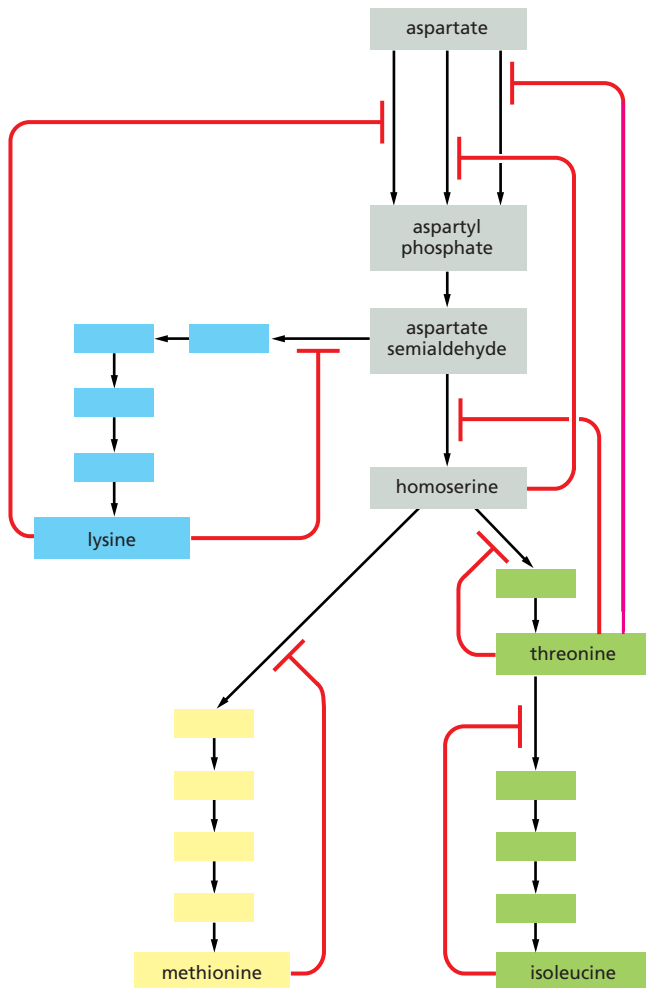 aspartate
aspartyl
phosphate
aspartate
semialdehyde
homoserine
lysine
threonine
methionine
isoleucine